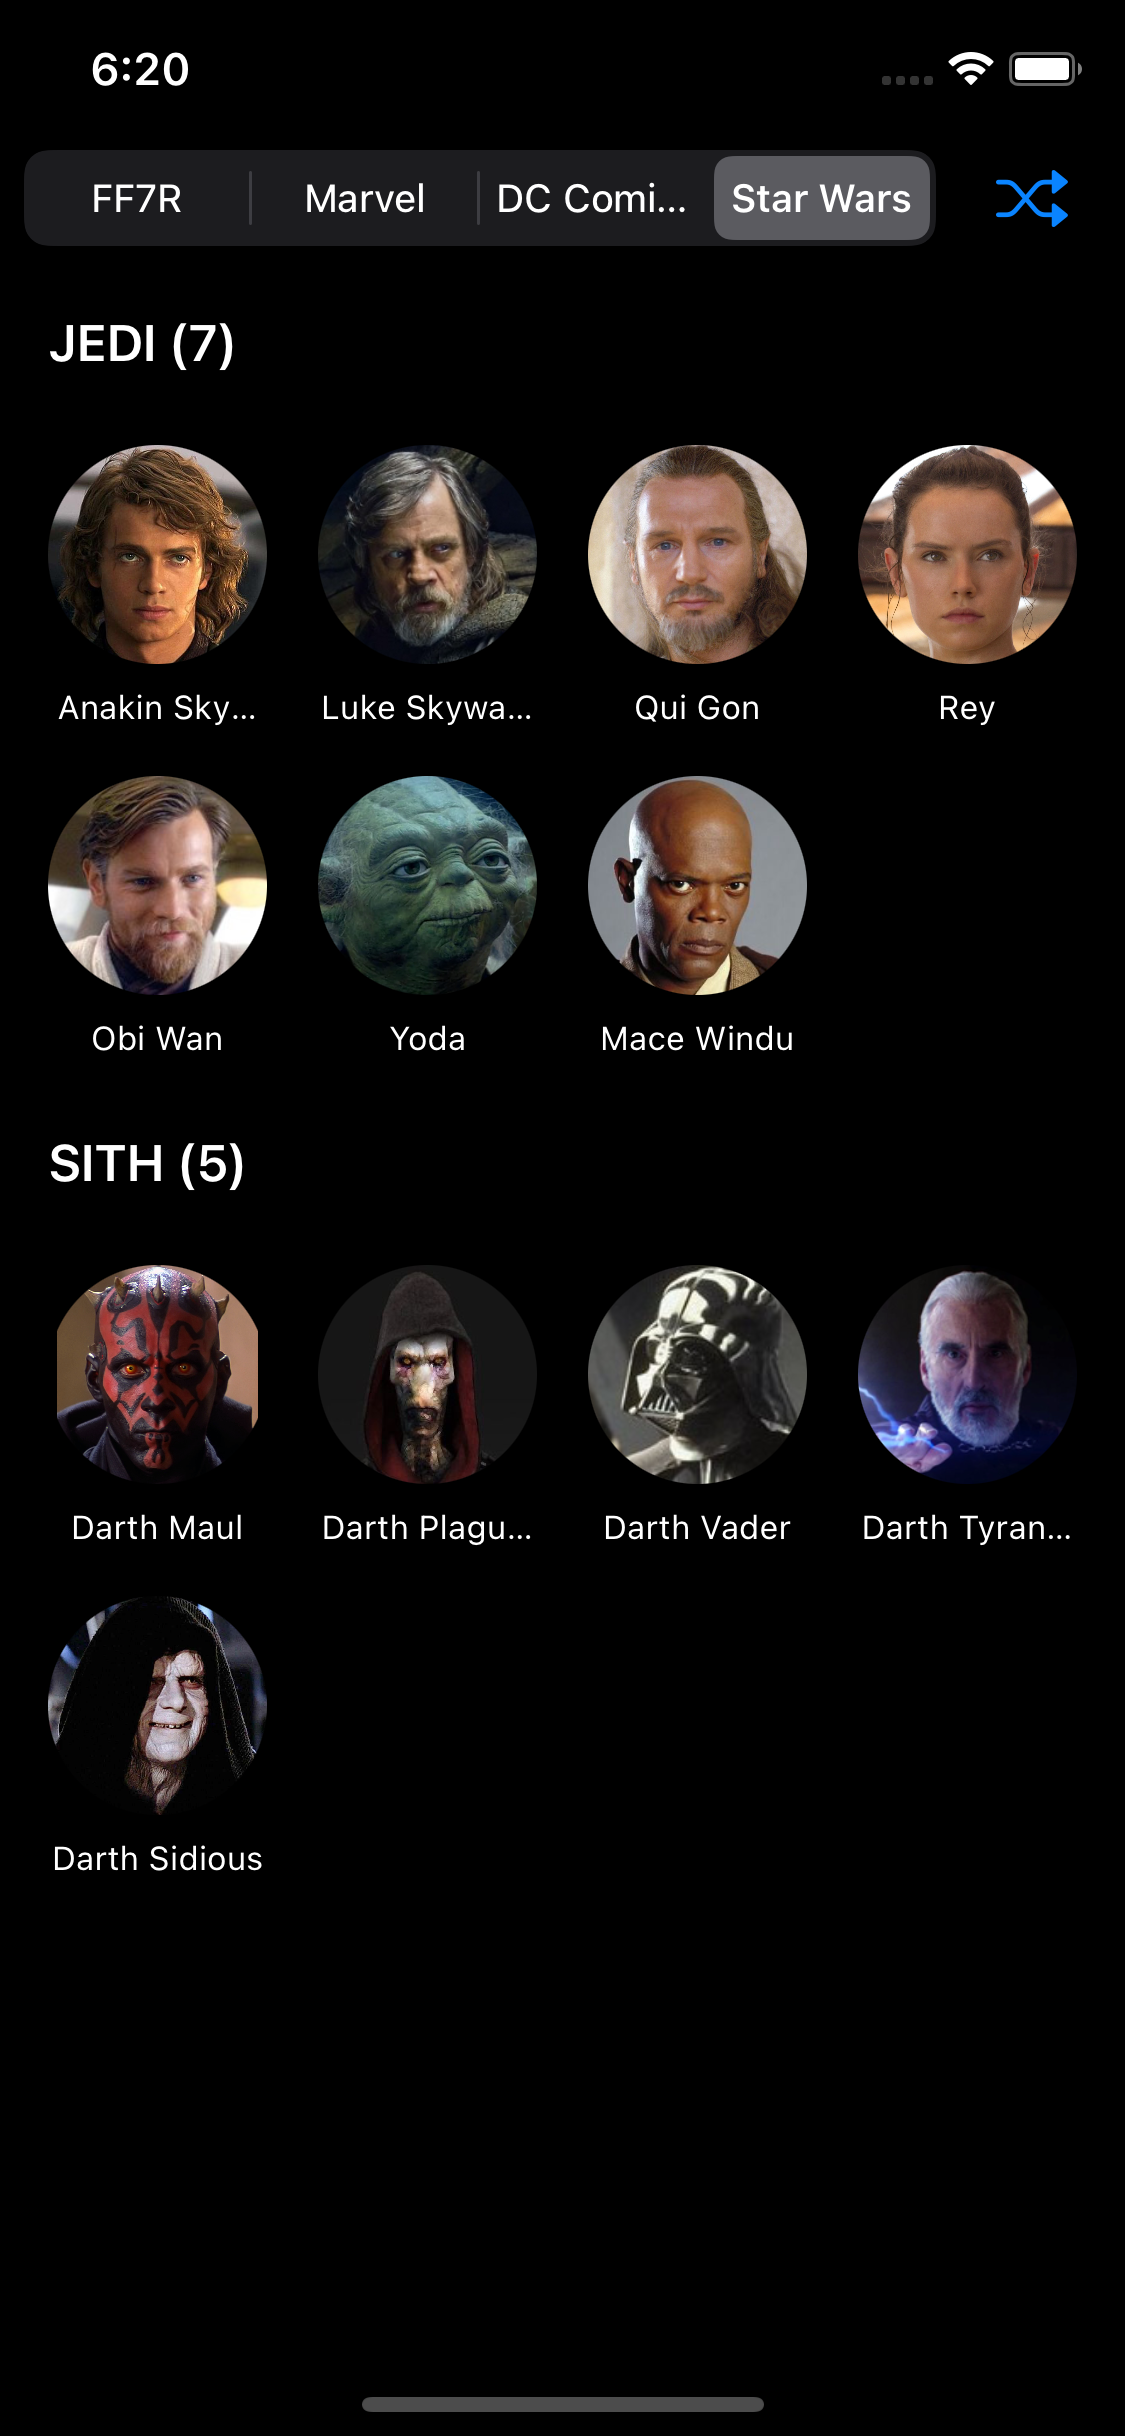 6:20
FF7R Marvel DC Comi... Star Wars
JEDI (7)
Anakin Sky... Luke Skywa... Qui Gon Rey
Obi Wan Yoda Mace Windu
SITH (5)
Darth Maul Darth Plagu... Darth Vader Darth Tyran...
Darth Sidious